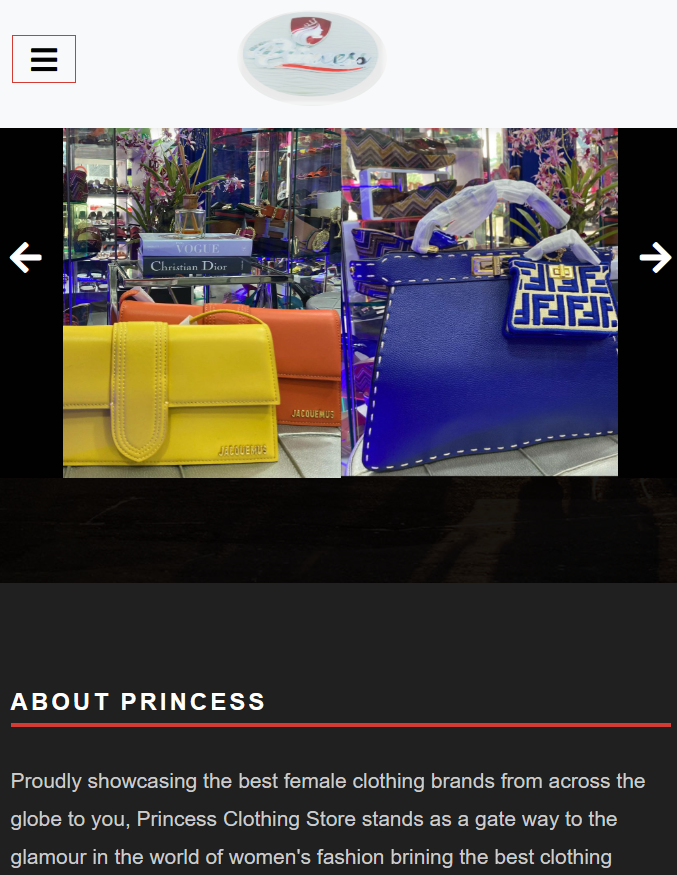 VOGUE
Christian Dior
JACQUEMUS
JACQUEMUS
ABOUT PRINCESS
Proudly showcasing the best female clothing brands from across the
globe to you, Princess Clothing Store stands as a gate way to the
glamour in the world of women's fashion brining the best clothing